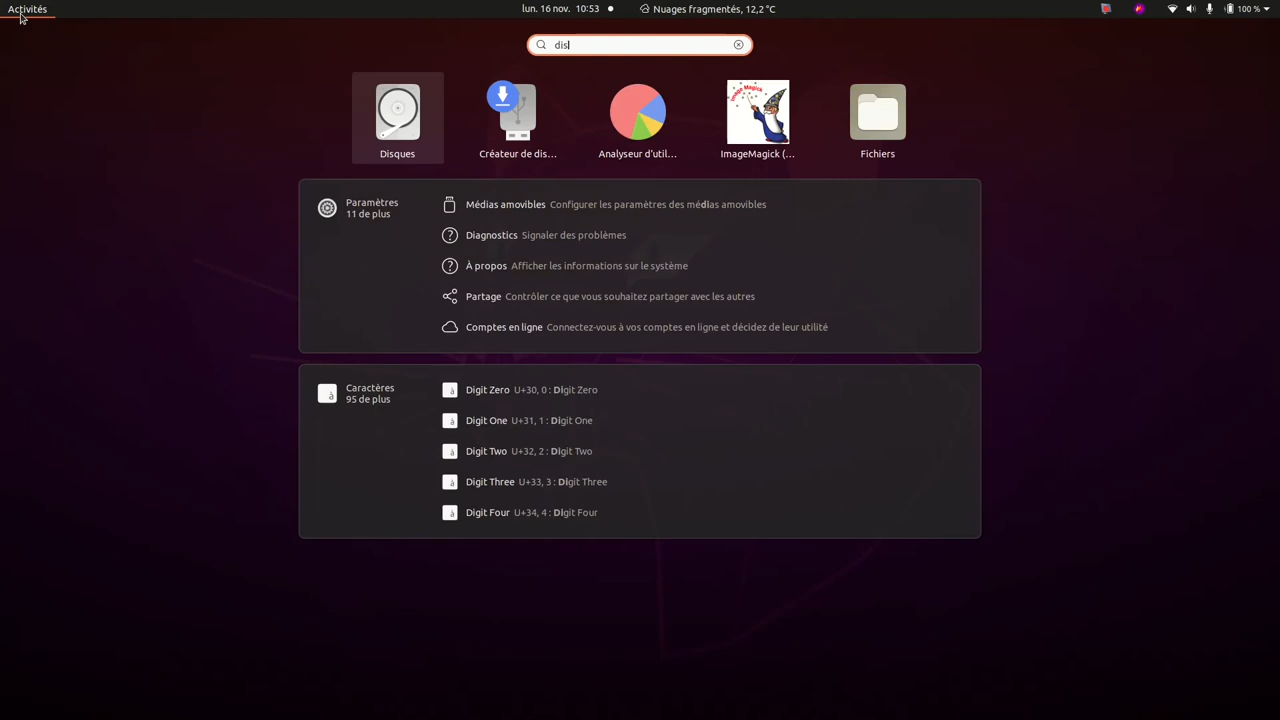 Activités
lun. 16 nov. 10:53
Nuages fragmentés, 12,2 °C
100 %
dis
Disques
Créateur de dis...
Analyseur d'util...
Image Magick
ImageMagick (...
Fichiers
Paramètres
11 de plus
Médias amovibles Configurer les paramètres des médias amovibles
Diagnostics Signaler des problèmes
À propos Afficher les informations sur le système
Partage Contrôler ce que vous souhaitez partager avec les autres
Comptes en ligne Connectez-vous à vos comptes en ligne et décidez de leur utilité
Caractères
95 de plus
Digit Zero U+30, 0 : Digit Zero
Digit One U+31, 1 : Digit One
Digit Two U+32, 2 : Digit Two
Digit Three U+33, 3 : Digit Three
Digit Four U+34, 4 : Digit Four